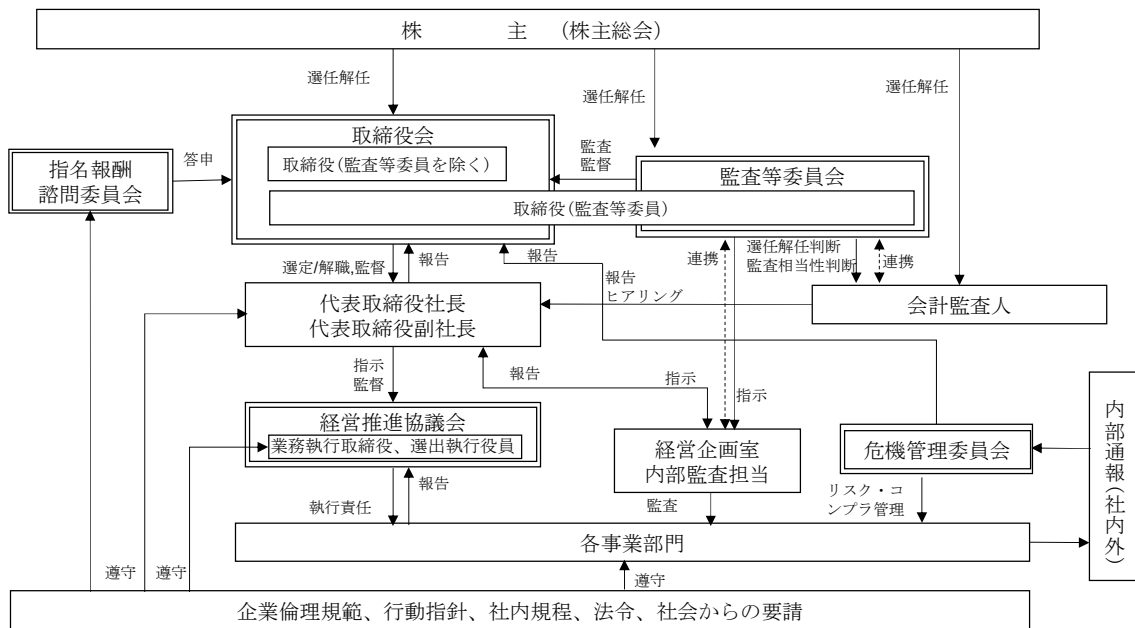 株 主 (株主総会)
選任解任
選任解任
選任解任
取締役会
取締役(監査等委員を除く)
監査
監督
監査等委員会
取締役(監査等委員)
指名報酬
諮問委員会
答申
選定/解職,監督
報告
報告
連携
選任解任判断
監査相当性判断
連携
報告
ヒアリング
会計監査人
代表取締役社長
代表取締役副社長
指示
監督
報告
指示
指示
経営推進協議会
業務執行取締役、選出執行役員
経営企画室
内部監査担当
危機管理委員会
内部通報(社内外)
執行責任
報告
監査
リスク・コ
ンプラ管理
各事業部門
遵守
遵守
遵守
企業倫理規範、行動指針、社内規程、法令、社会からの要請